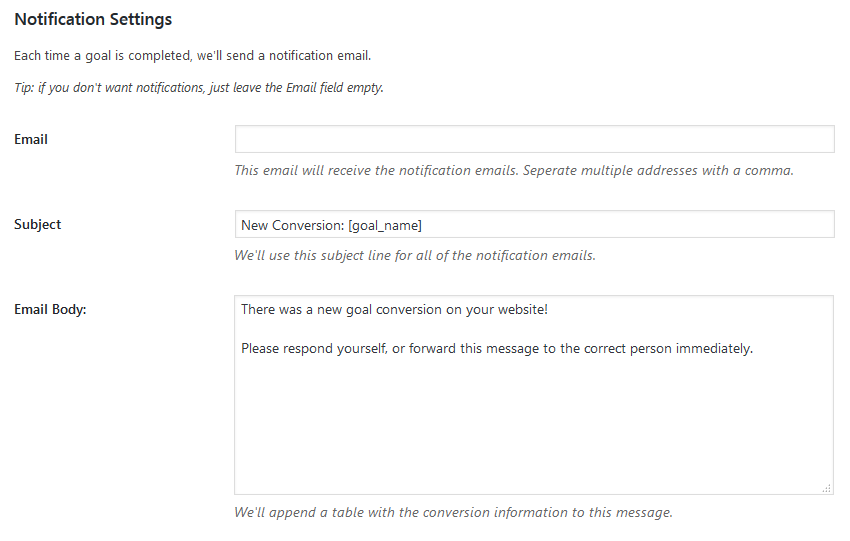 Notification Settings
Each time a goal is completed, we'll send a notification email.
Tip: if you don't want notifications, just leave the Email field empty.
Email
This email will receive the notification emails. Seperate multiple addresses with a comma.
Subject
New Conversion: [goal_name]
We'll use this subject line for all of the notification emails.
Email Body:
There was a new goal conversion on your website!
Please respond yourself, or forward this message to the correct person immediately.
We'll append a table with the conversion information to this message.